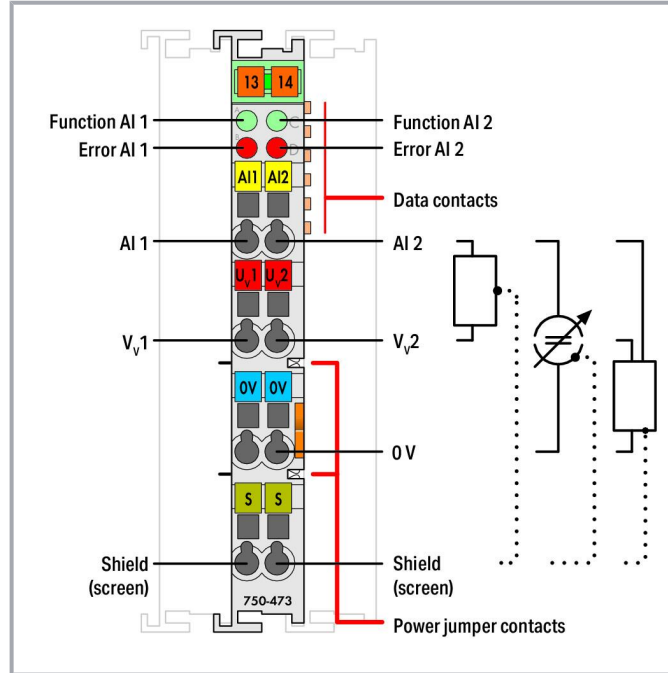 13 14
A C
Function AI 1
Function AI 2
B D
Error AI 1
Error AI 2
AI1 AI2
Data contacts
AI 1
AI 2
Uv1 Uv2
Vv1
Vv2
0V 0V
0 V
S S
Shield
(screen)
Shield
(screen)
750-473
Power jumper contacts